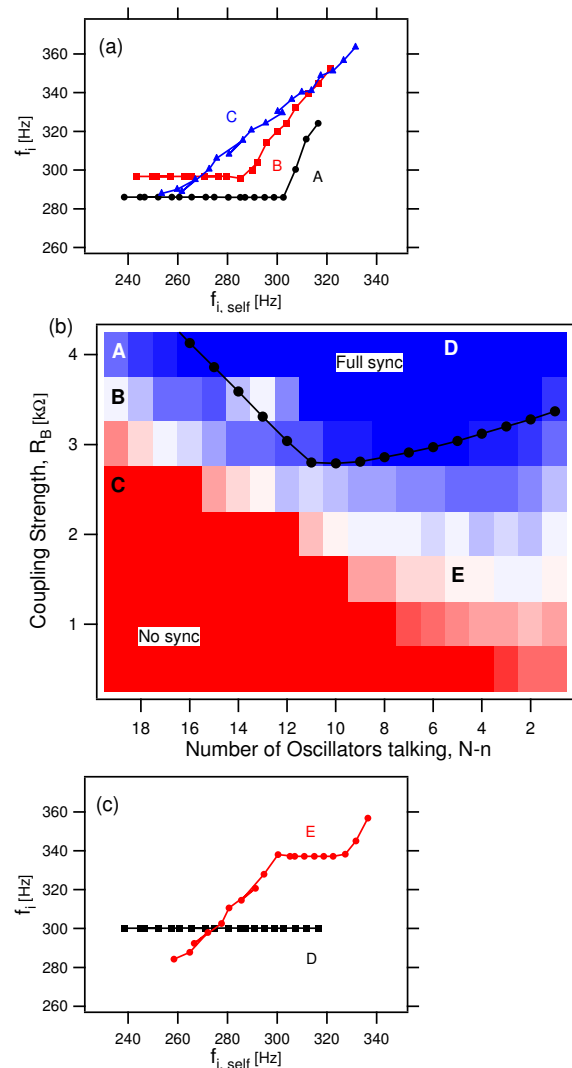 (a)
360
340
320
300
280
260
f_i [Hz]
C
B
A
240 260 280 300 320 340
f_i, self [Hz]
(b)
4
3
2
1
Coupling Strength, R_B [kΩ]
A
B
C
D
E
Full sync
No sync
18 16 14 12 10 8 6 4 2
Number of Oscillators talking, N-n
(c)
360
340
320
300
280
260
f_i [Hz]
E
D
240 260 280 300 320 340
f_i, self [Hz]